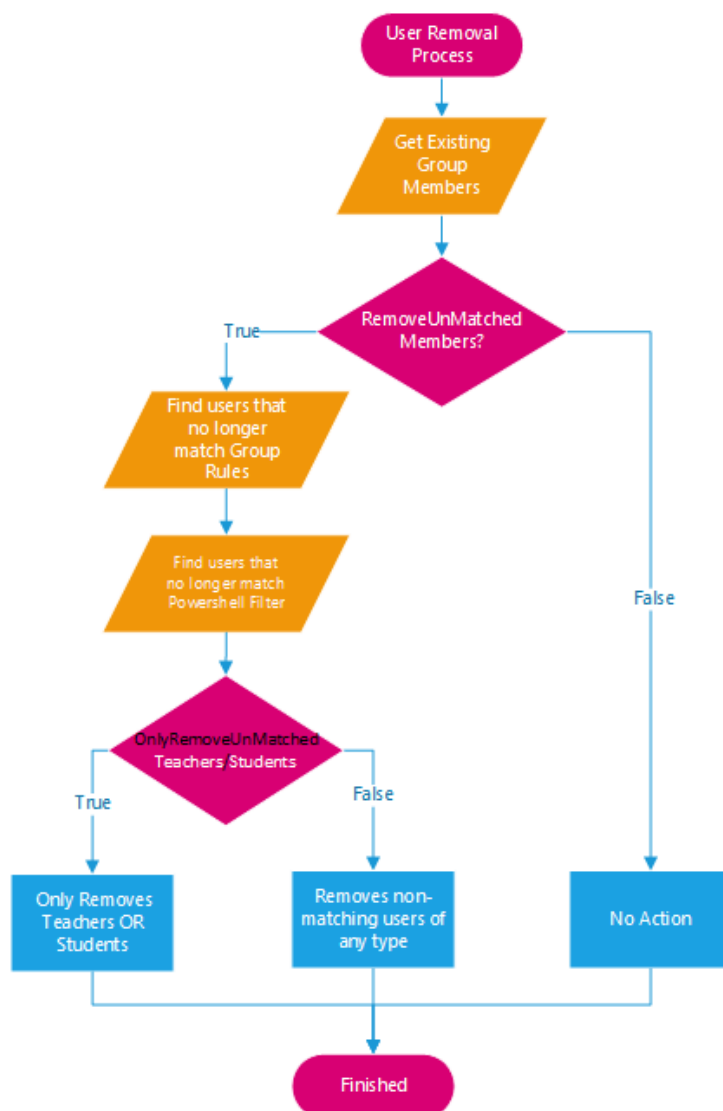 User Removal
Process
Get Existing
Group
Members
RemoveUnMatched
Members?
True
Find users that
no longer
match Group
Rules
Find users that
no longer match
Powershell Filter
False
OnlyRemoveUnMatched
Teachers/Students
True
False
Only Removes
Teachers OR
Students
Removes non-
matching users of
any type
No Action
Finished